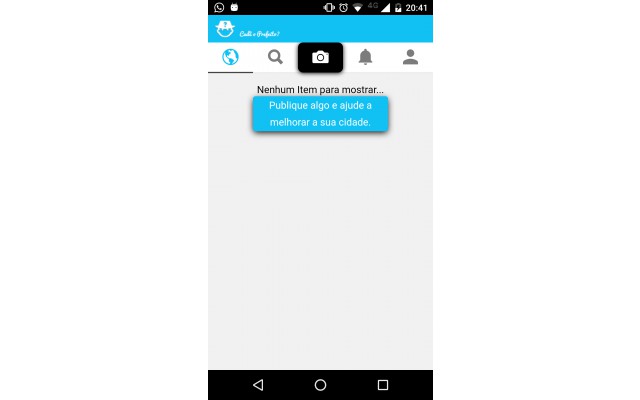 4G 20:41
Cadê o Prefeito?
Nenhum Item para mostrar...
Publique algo e ajude a
melhorar a sua cidade.